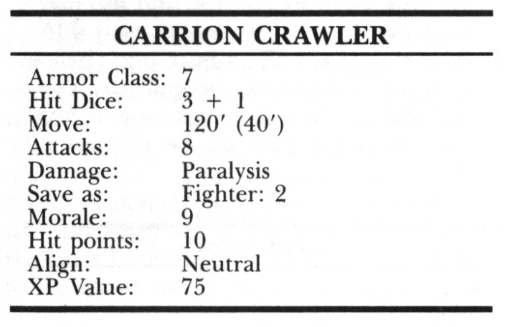 CARRION CRAWLER
Armor Class: 7
Hit Dice: 3 + 1
Move: 120′ (40′)
Attacks: 8
Damage: Paralysis
Save as: Fighter: 2
Morale: 9
Hit points: 10
Align: Neutral
XP Value: 75